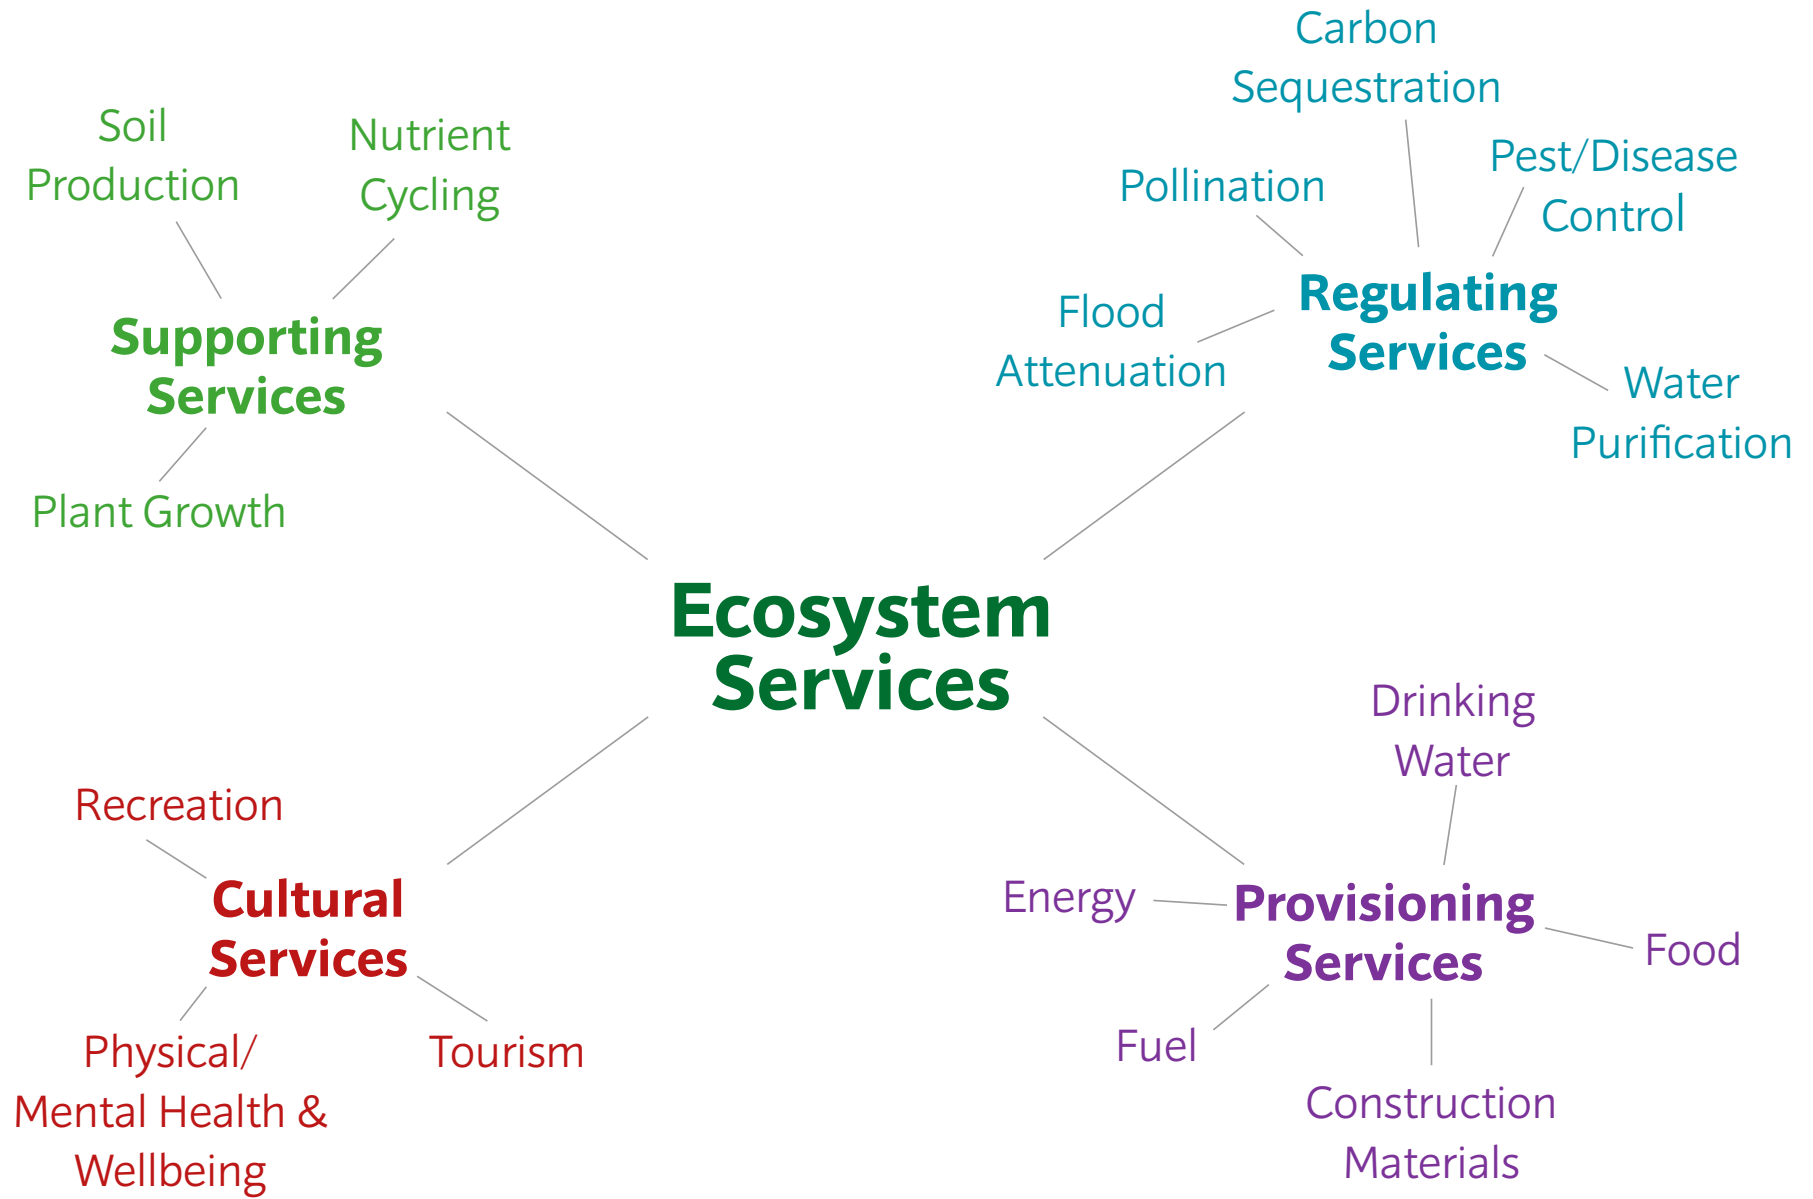 Carbon
Sequestration
Soil
Production
Nutrient
Cycling
Pollination
Pest/Disease
Control
Supporting
Services
Regulating
Services
Flood
Attenuation
Water
Purification
Plant Growth
Ecosystem
Services
Drinking
Water
Recreation
Cultural
Services
Energy
Provisioning
Services
Food
Physical/
Mental Health &
Wellbeing
Tourism
Fuel
Construction
Materials